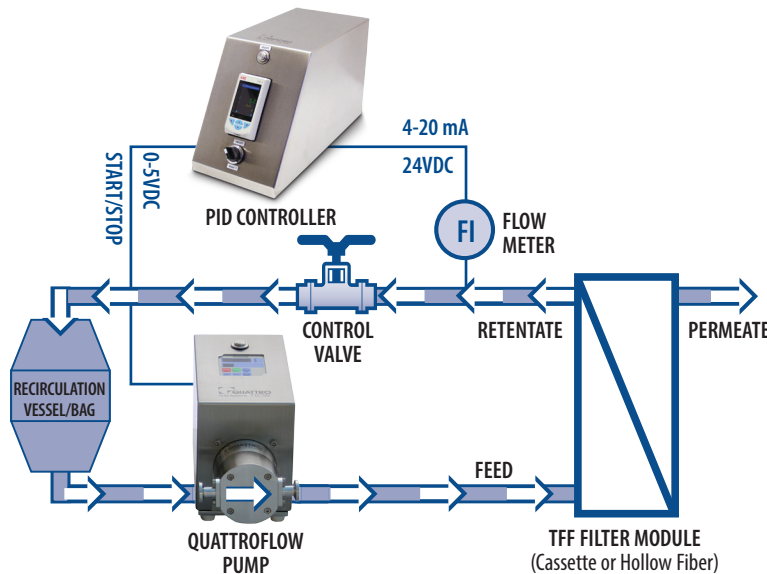 4-20 mA
24VDC
0-5VDC
START/STOP
PID CONTROLLER
FI
FLOW
METER
CONTROL
VALVE
RETENTATE
PERMEATE
RECIRCULATION
VESSEL/BAG
QUATTRO
FEED
QUATTROFLOW
PUMP
TFF FILTER MODULE
(Cassette or Hollow Fiber)